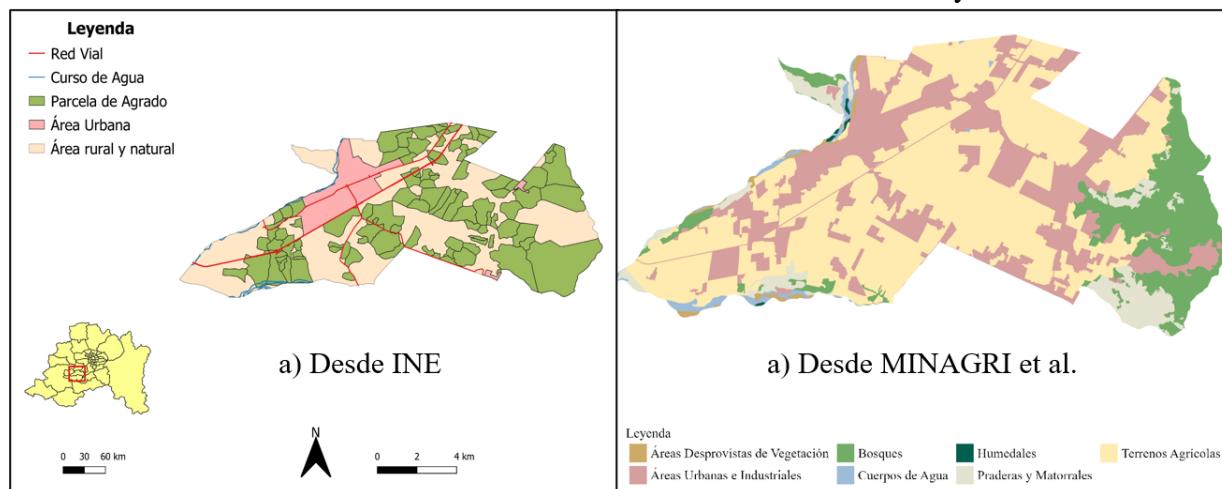 Leyenda
Red Vial
Curso de Agua
Parcela de Agrado
Área Urbana
Área rural y natural
a) Desde INE
N
0 30 60 km
0 2 4 km
a) Desde MINAGRI et al.
Leyenda
Áreas Desprovistas de Vegetación
Bosques
Humedales
Terrenos Agrícolas
Áreas Urbanas e Industriales
Cuerpos de Agua
Praderas y Matorrales